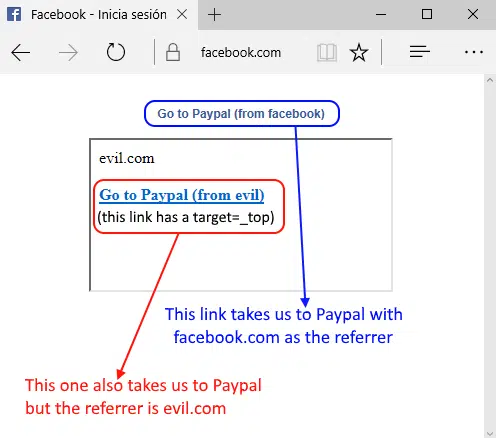 Facebook - Inicia sesión
facebook.com
Go to Paypal (from facebook)
evil.com
Go to Paypal (from evil)
(this link has a target=_top)
This link takes us to Paypal with
facebook.com as the referrer
This one also takes us to Paypal
but the referrer is evil.com